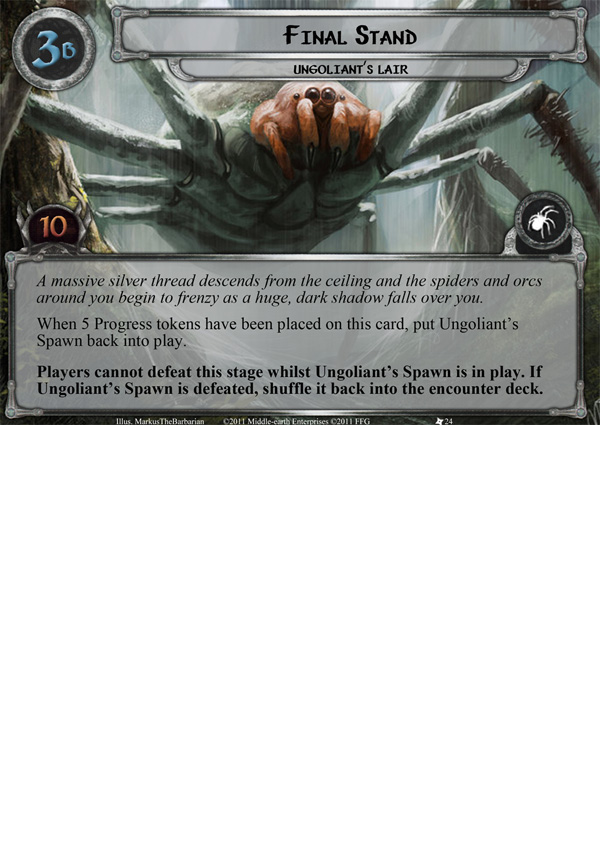 3B
FINAL STAND
UNGOLIANT'S LAIR
10
A massive silver thread descends from the ceiling and the spiders and orcs
around you begin to frenzy as a huge, dark shadow falls over you.
When 5 Progress tokens have been placed on this card, put Ungoliant's
Spawn back into play.
Players cannot defeat this stage whilst Ungoliant's Spawn is in play. If
Ungoliant's Spawn is defeated, shuffle it back into the encounter deck.
Illus. MarkusTheBarbarian ©2011 Middle-earth Enterprises ©2011 FFG 24